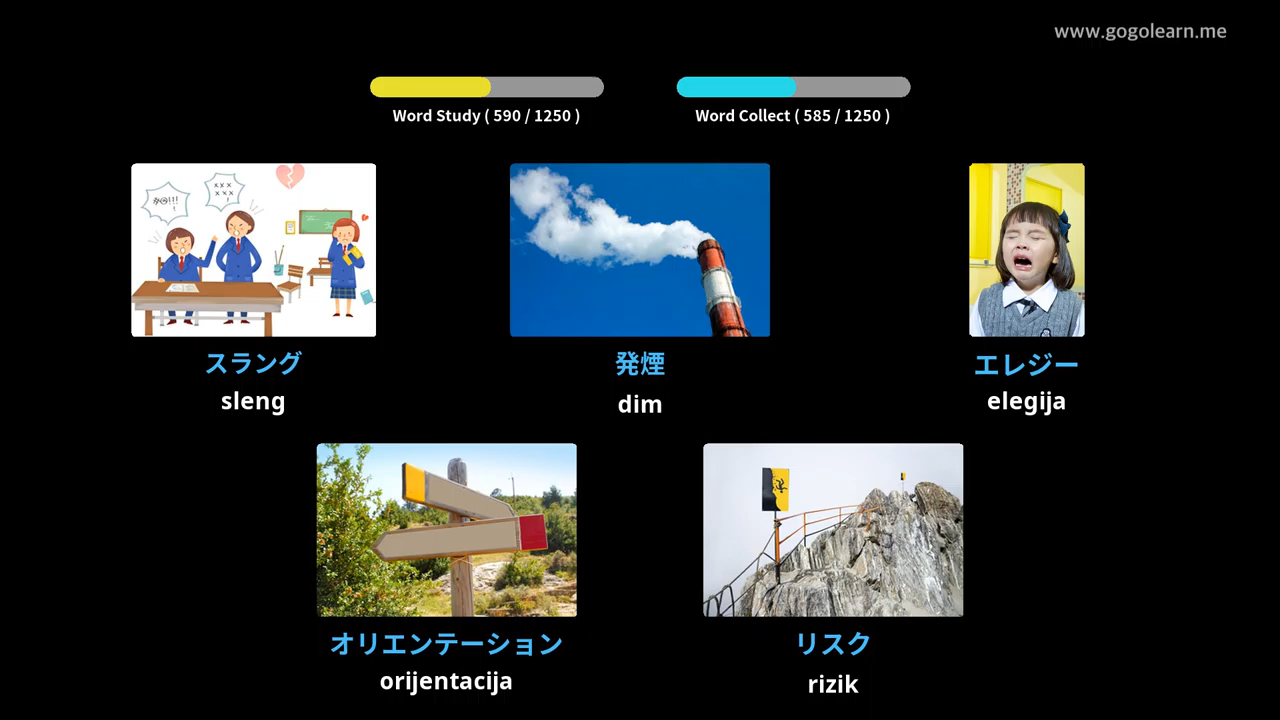 www.gogolearn.me
Word Study ( 590 / 1250 )
Word Collect ( 585 / 1250 )
スラング
sleng
発煙
dim
エレジー
elegija
オリエンテーション
orijentacija
リスク
rizik